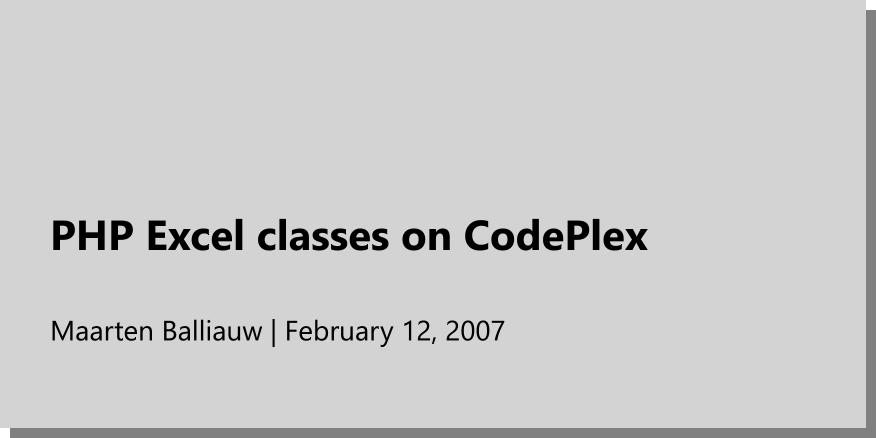 PHP Excel classes on CodePlex
Maarten Balliauw | February 12, 2007